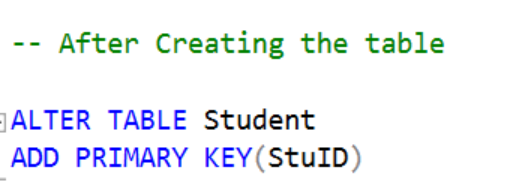 -- After Creating the table
ALTER TABLE Student
ADD PRIMARY KEY(StuID)